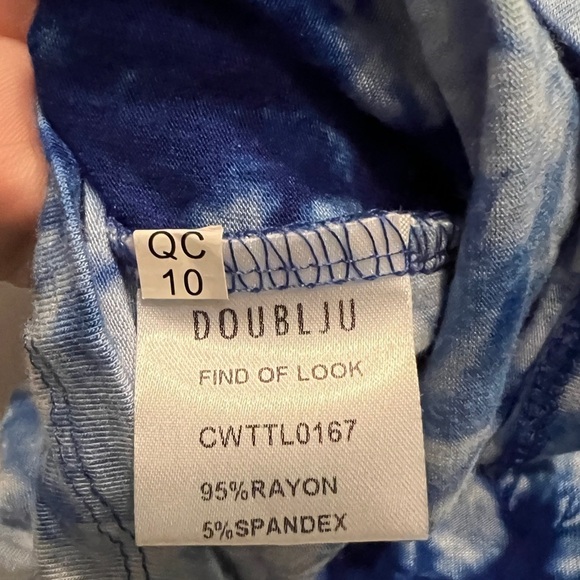 QC
10
DOUBLJU
FIND OF LOOK
CWTTL0167
95%RAYON
5%SPANDEX